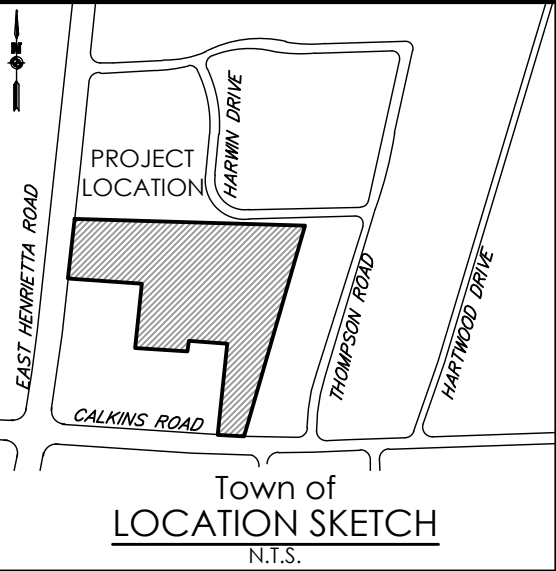 N
PROJECT
LOCATION
HARWIN DRIVE
EAST HENRIETTA ROAD
THOMPSON ROAD
HARTWOOD DRIVE
CALKINS ROAD
Town of
LOCATION SKETCH
N.T.S.